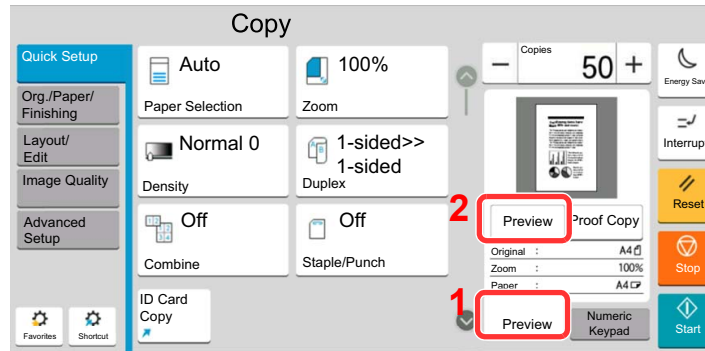 Copy
Quick Setup
Org./Paper/
Finishing
Layout/
Edit
Image Quality
Advanced
Setup
Favorites
Shortcut
Auto
Paper Selection
100%
Zoom
Normal 0
Density
1-sided>>
1-sided
Duplex
Off
Combine
Off
Staple/Punch
ID Card
Copy
Copies
50
2
Preview
Proof Copy
Original : A4
Zoom : 100%
Paper : A4
1
Preview
Numeric
Keypad
Energy Sav
Interrup
Reset
Stop
Start